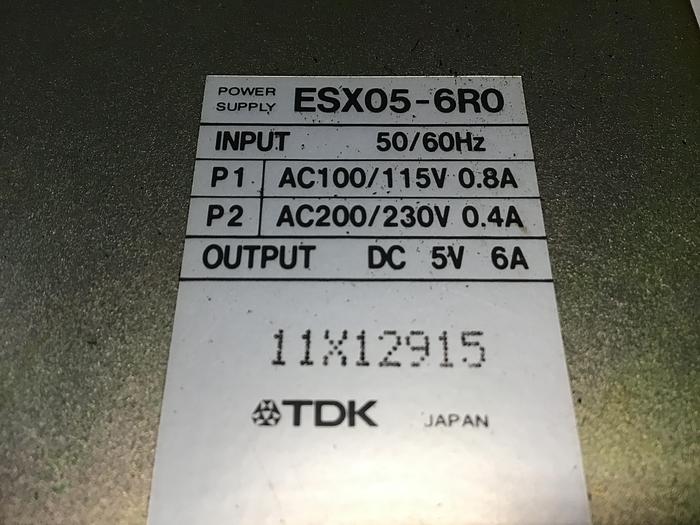 POWER SUPPLY ESX05-6R0
INPUT 50/60Hz
P1 AC100/115V 0.8A
P2 AC200/230V 0.4A
OUTPUT DC 5V 6A
11X12915
TDK JAPAN